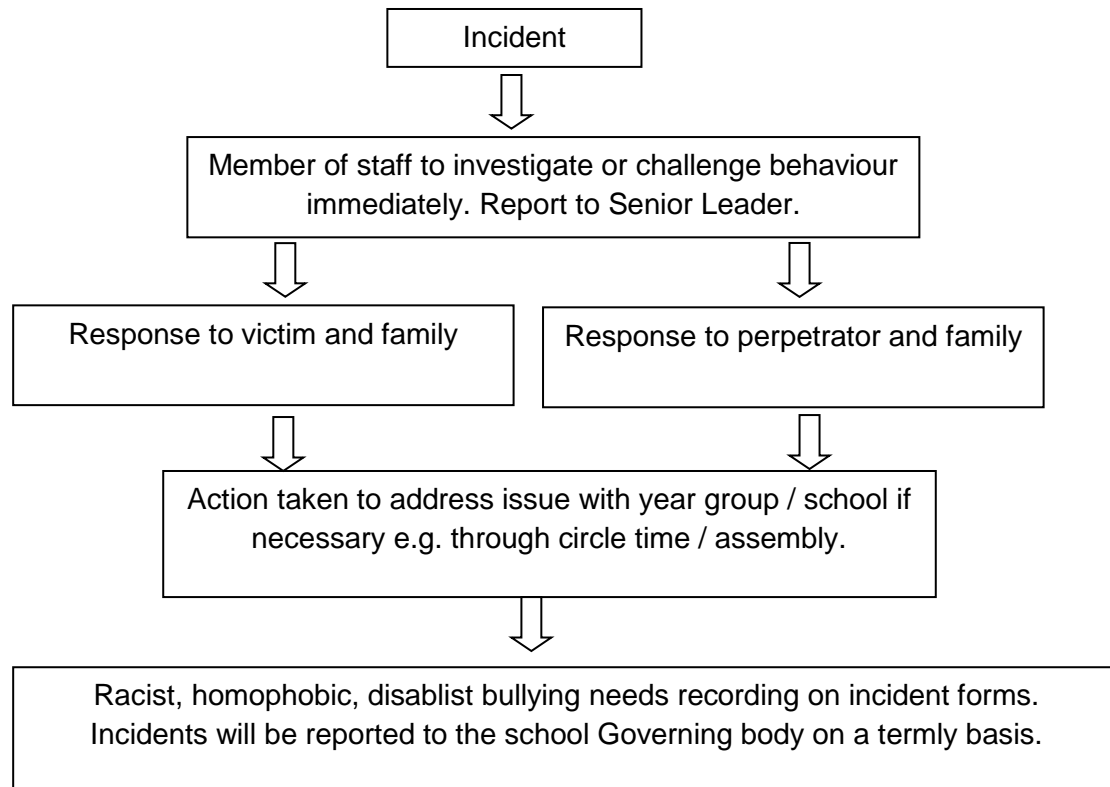 Incident
Member of staff to investigate or challenge behaviour
immediately. Report to Senior Leader.
Response to victim and family
Response to perpetrator and family
Action taken to address issue with year group / school if
necessary e.g. through circle time / assembly.
Racist, homophobic, disablist bullying needs recording on incident forms.
Incidents will be reported to the school Governing body on a termly basis.